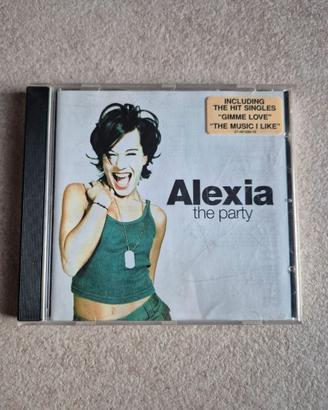 INCLUDING
THE HIT SINGLES
"GIMME LOVE"
"THE MUSIC I LIKE"
Alexia
the party